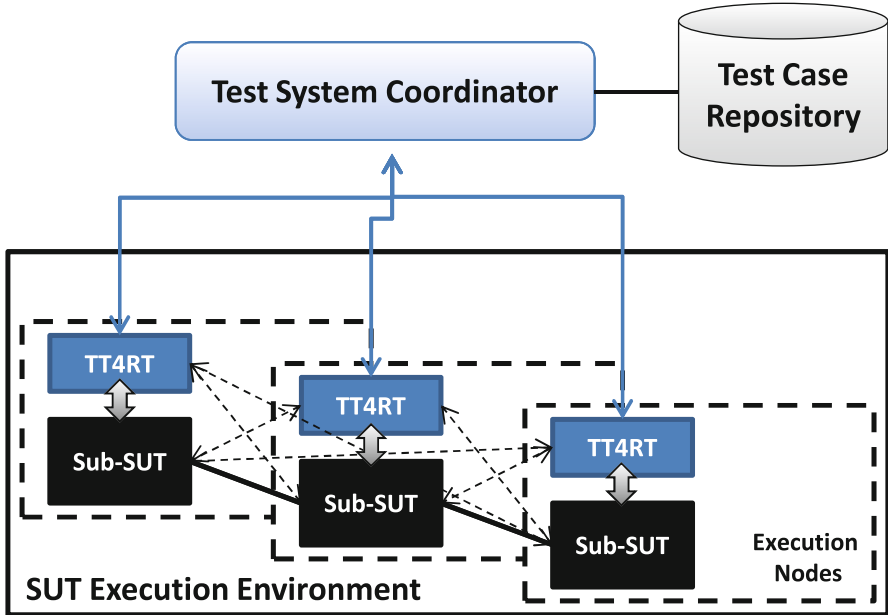 Test System Coordinator
Test Case
Repository
TT4RT
Sub-SUT
TT4RT
Sub-SUT
TT4RT
Sub-SUT
Execution
Nodes
SUT Execution Environment